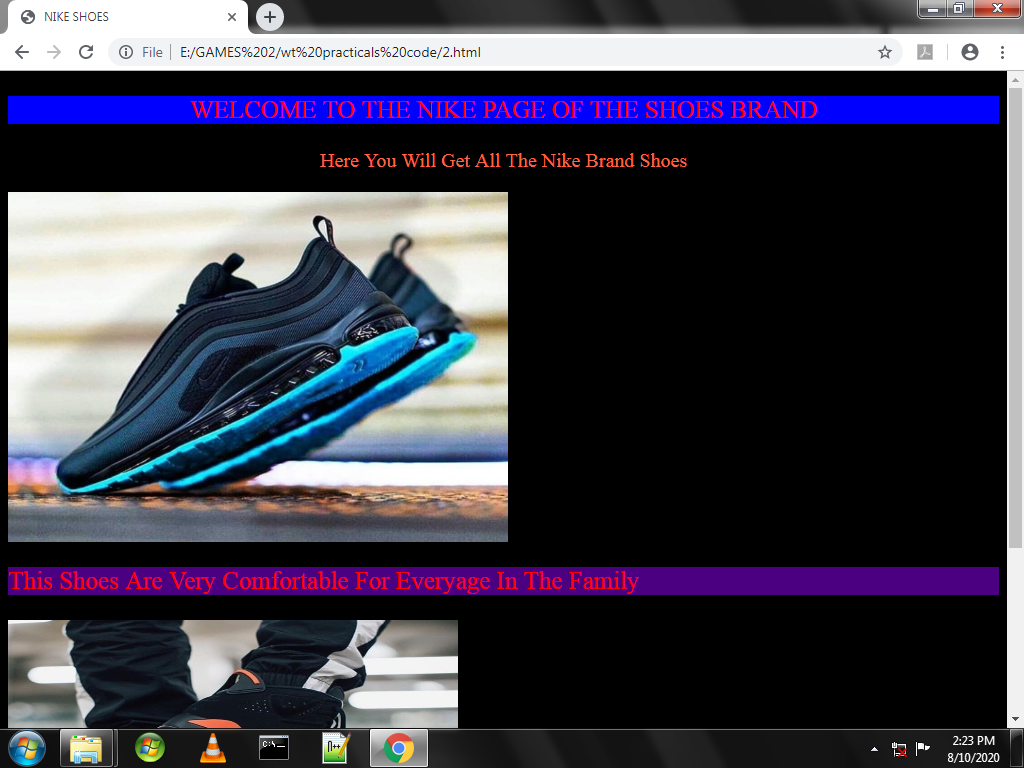 NIKE SHOES
File
E:/GAMES%202/wt%20practicals%20code/2.html
WELCOME TO THE NIKE PAGE OF THE SHOES BRAND
Here You Will Get All The Nike Brand Shoes
This Shoes Are Very Comfortable For Everyage In The Family
C:\
2:23 PM
8/10/2020